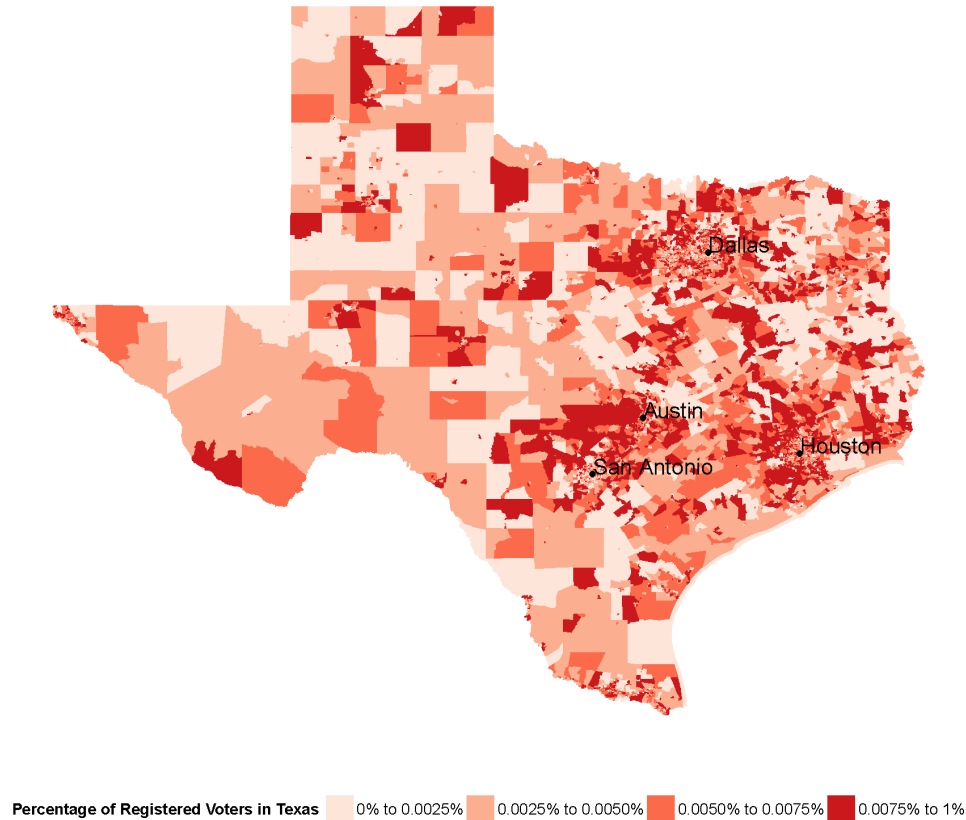 Dallas
Austin
Houston
San Antonio
Percentage of Registered Voters in Texas 0% to 0.0025% 0.0025% to 0.0050% 0.0050% to 0.0075% 0.0075% to 1%